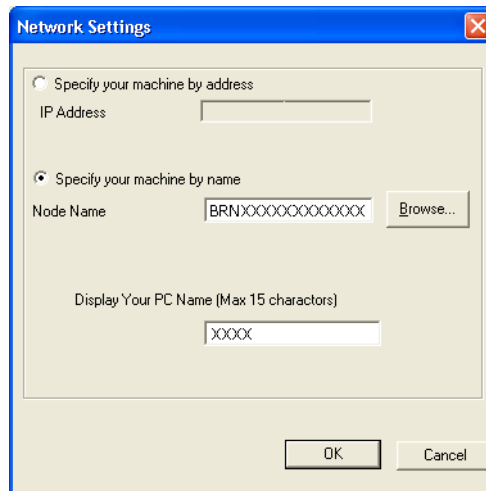 Network Settings
Specify your machine by address
IP Address
Specify your machine by name
Node Name BRNXXXXXXXXXXXX Browse...
Display Your PC Name (Max 15 charactors)
XXXX
OK Cancel